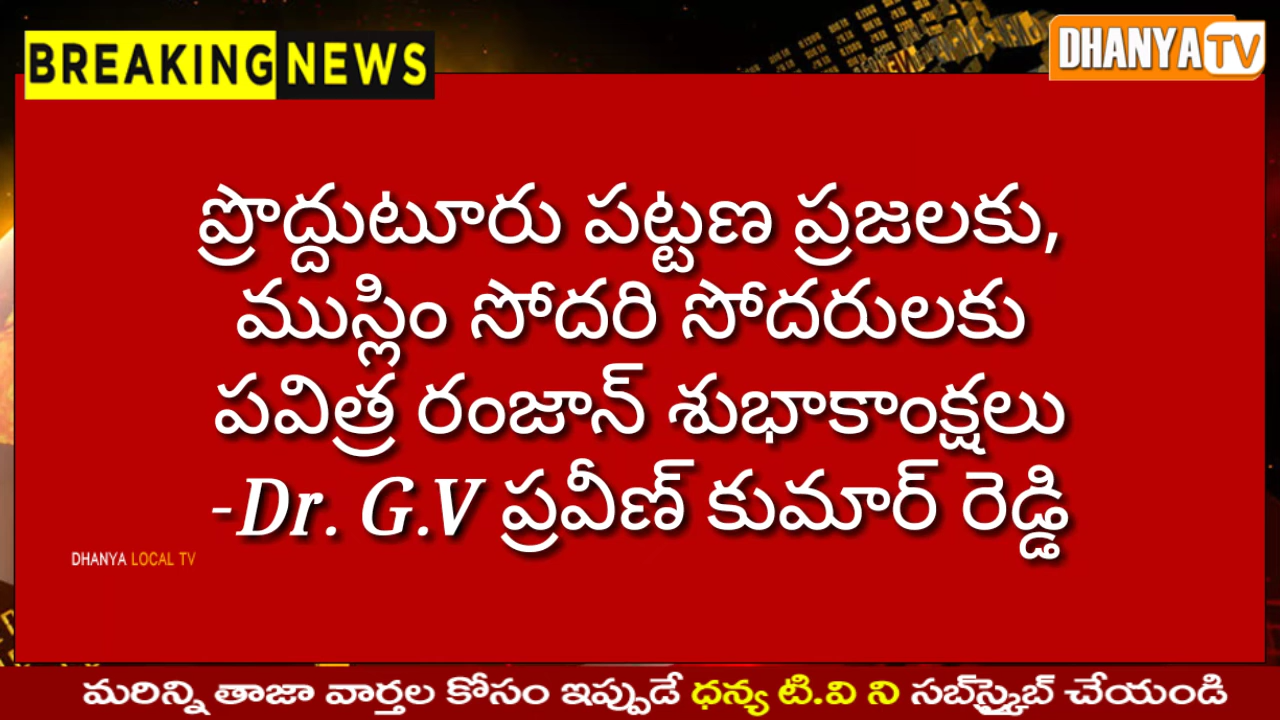 BREAKING NEWS
DHANYA TV
ప్రొద్దుటూరు పట్టణ ప్రజలకు,
ముస్లిం సోదరి సోదరులకు
పవిత్ర రంజాన్ శుభాకాంక్షలు
-Dr. G.V ప్రవీణ్ కుమార్ రెడ్డి
DHANYA LOCAL TV
మరిన్ని తాజా వార్తల కోసం ఇప్పుడే ధన్య టి.వి ని సబ్‌స్క్రైబ్ చేయండి